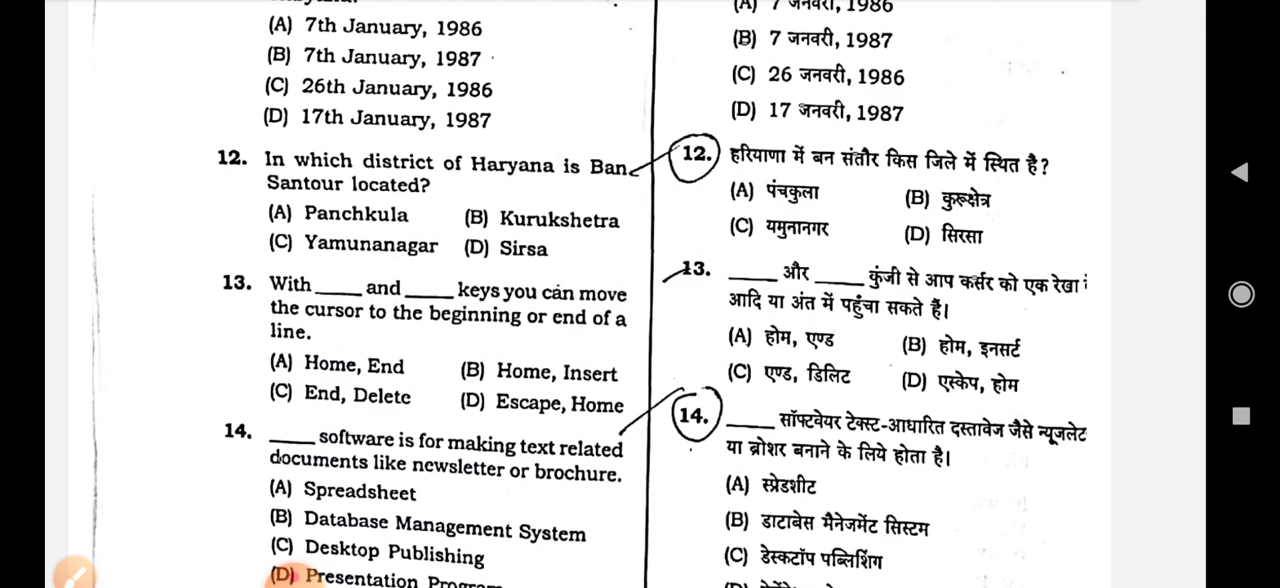 (A) 7th January, 1986
(B) 7th January, 1987
(C) 26th January, 1986
(D) 17th January, 1987
12. In which district of Haryana is Ban
Santour located?
(A) Panchkula (B) Kurukshetra
(C) Yamunanagar (D) Sirsa
13. With ____ and ____ keys you can move
the cursor to the beginning or end of a
line.
(A) Home, End (B) Home, Insert
(C) End, Delete (D) Escape, Home
14. ____ software is for making text related
documents like newsletter or brochure.
(A) Spreadsheet
(B) Database Management System
(C) Desktop Publishing
(D) Presentation
(A) 7 जनवरी, 1986
(B) 7 जनवरी, 1987
(C) 26 जनवरी, 1986
(D) 17 जनवरी, 1987
12. हरियाणा में बन संतौर किस जिले में स्थित है?
(A) पंचकुला (B) कुरूक्षेत्र
(C) यमुनानगर (D) सिरसा
13. ____ और ____ कुंजी से आप कर्सर को एक रेखा
आदि या अंत में पहुँचा सकते हैं।
(A) होम, एण्ड (B) होम, इनसर्ट
(C) एण्ड, डिलिट (D) एस्केप, होम
14. ____ सॉफ्टवेयर टेक्स्ट-आधारित दस्तावेज जैसे न्यूजलेट
या ब्रोशर बनाने के लिये होता है।
(A) स्प्रेडशीट
(B) डाटाबेस मैनेजमेंट सिस्टम
(C) डेस्कटॉप पब्लिशिंग